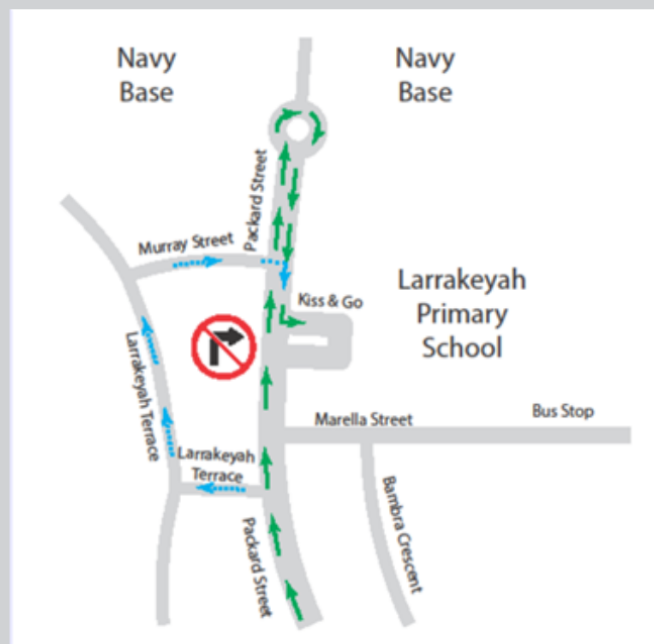 Navy
Base
Navy
Base
Packard Street
Murray Street
Kiss & Go
Larrakeyah
Primary
School
Larrakeyah Terrace
Marella Street
Bus Stop
Larrakeyah
Terrace
Bambra Crescent
Packard Street